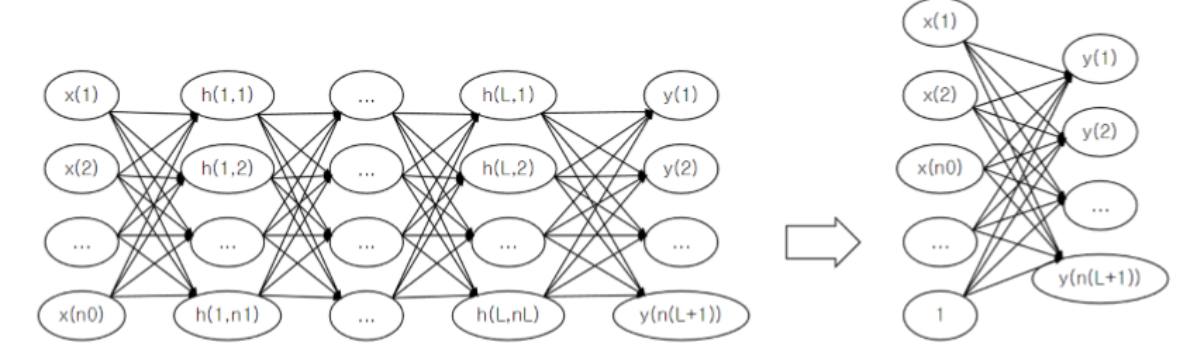 x(1) h(1,1) ... h(L,1) y(1)
x(2) h(1,2) ... h(L,2) y(2)
... ... ... ... ...
x(n0) h(1,n1) ... h(L,nL) y(n(L+1))
x(1)
y(1)
x(2)
y(2)
x(n0)
...
...
y(n(L+1))
1